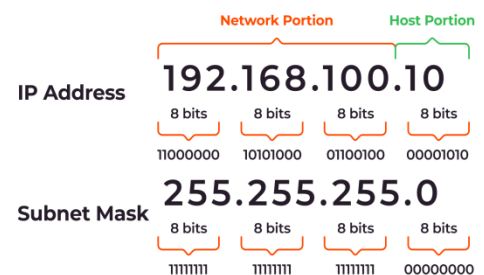 Network Portion Host Portion
IP Address 192.168.100.10
8 bits 8 bits 8 bits 8 bits
11000000 10101000 01100100 00001010
Subnet Mask 255.255.255.0
8 bits 8 bits 8 bits 8 bits
11111111 11111111 11111111 00000000